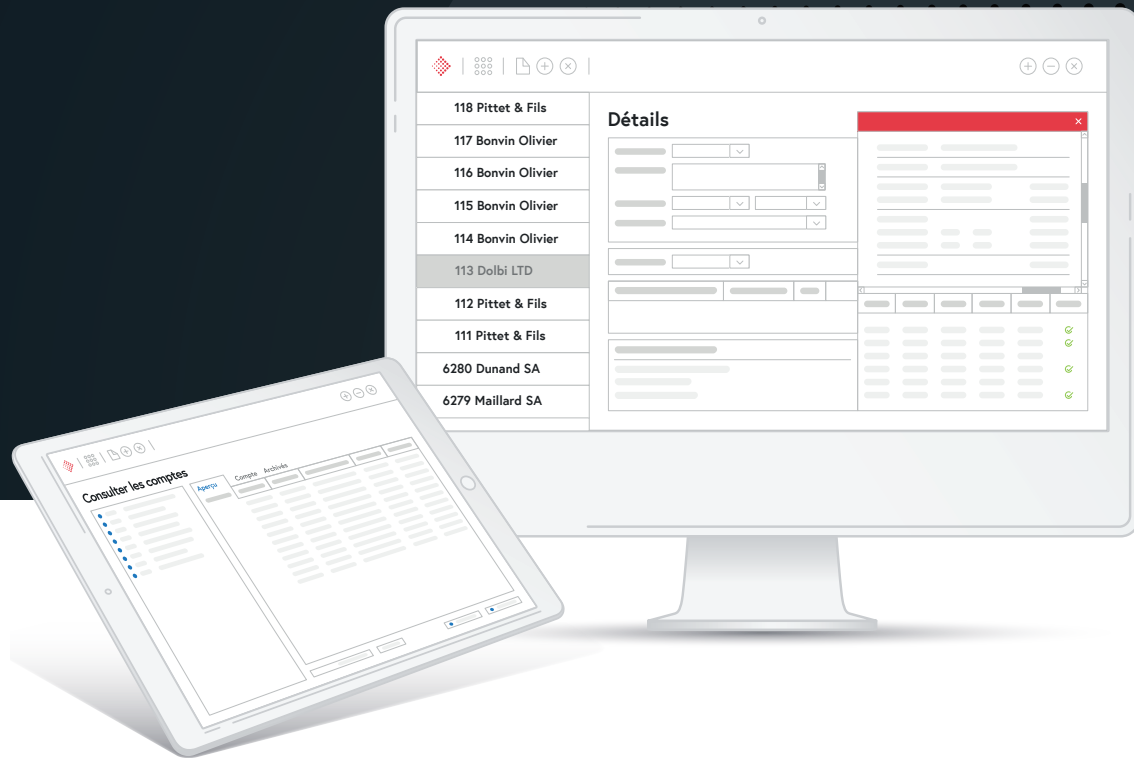 118 Pittet & Fils
117 Bonvin Olivier
116 Bonvin Olivier
115 Bonvin Olivier
114 Bonvin Olivier
113 Dolbi LTD
112 Pittet & Fils
111 Pittet & Fils
6280 Dunand SA
6279 Maillard SA
Détails
Consulter les comptes
Aperçu Compte Archivés